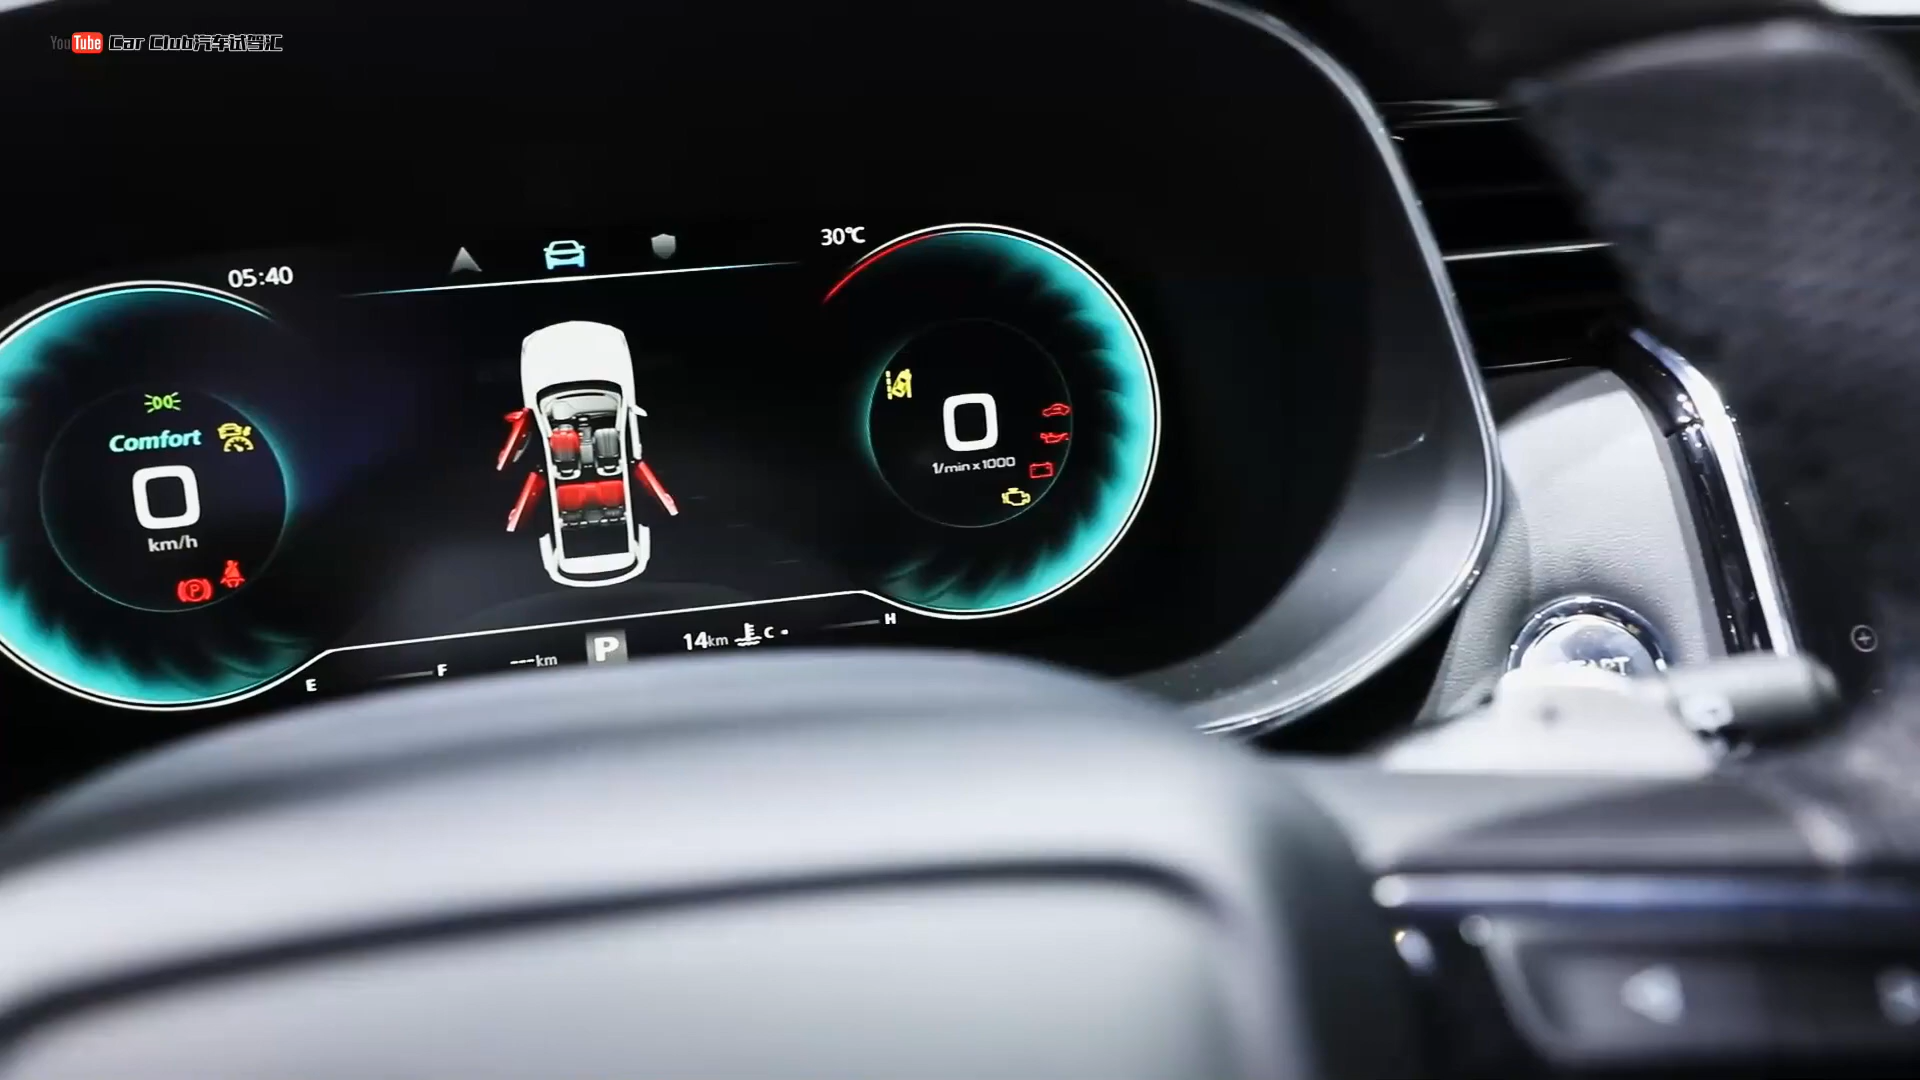 YouTube Car Club汽车试驾汇
05:40
30℃
Comfort
0
km/h
0
1/min x 1000
P
E
F
---km
P
14km
C
H
START